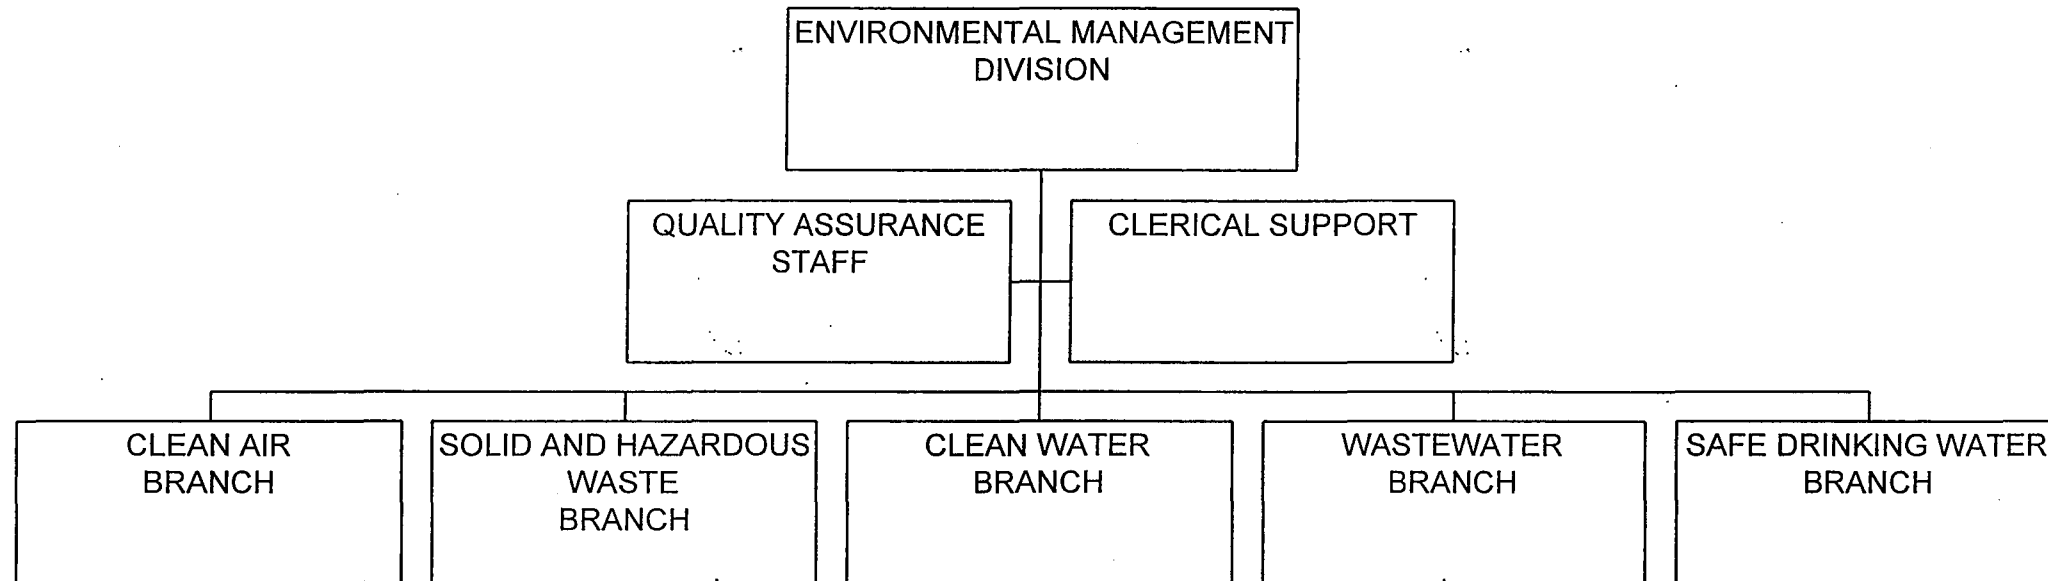 ENVIRONMENTAL MANAGEMENT
DIVISION
QUALITY ASSURANCE
STAFF
CLERICAL SUPPORT
CLEAN AIR
BRANCH
SOLID AND HAZARDOUS
WASTE
BRANCH
CLEAN WATER
BRANCH
WASTEWATER
BRANCH
SAFE DRINKING WATER
BRANCH